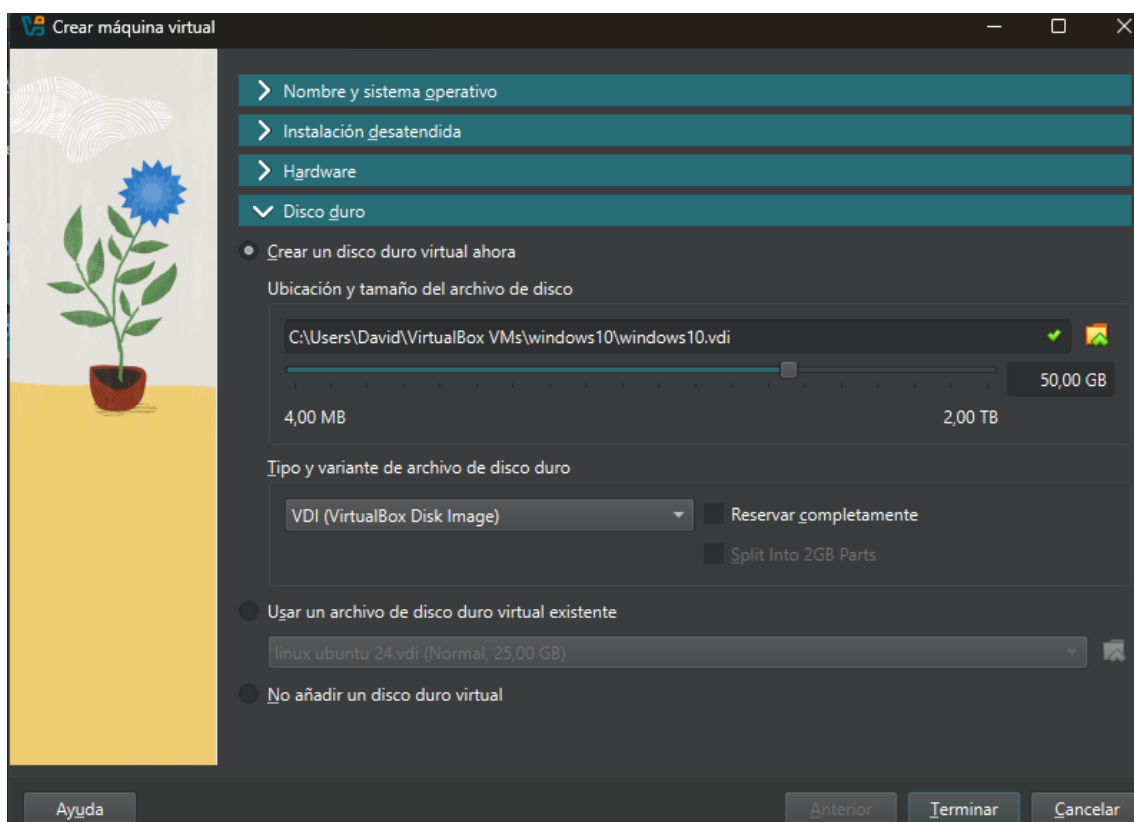 Crear máquina virtual
Nombre y sistema operativo
Instalación desatendida
Hardware
Disco duro
Crear un disco duro virtual ahora
Ubicación y tamaño del archivo de disco
C:\Users\David\VirtualBox VMs\windows10\windows10.vdi
50,00 GB
4,00 MB 2,00 TB
Tipo y variante de archivo de disco duro
VDI (VirtualBox Disk Image) Reservar completamente
Split Into 2GB Parts
Usar un archivo de disco duro virtual existente
linux ubuntu 24.vdi (Normal, 25,00 GB)
No añadir un disco duro virtual
Ayuda Anterior Terminar Cancelar